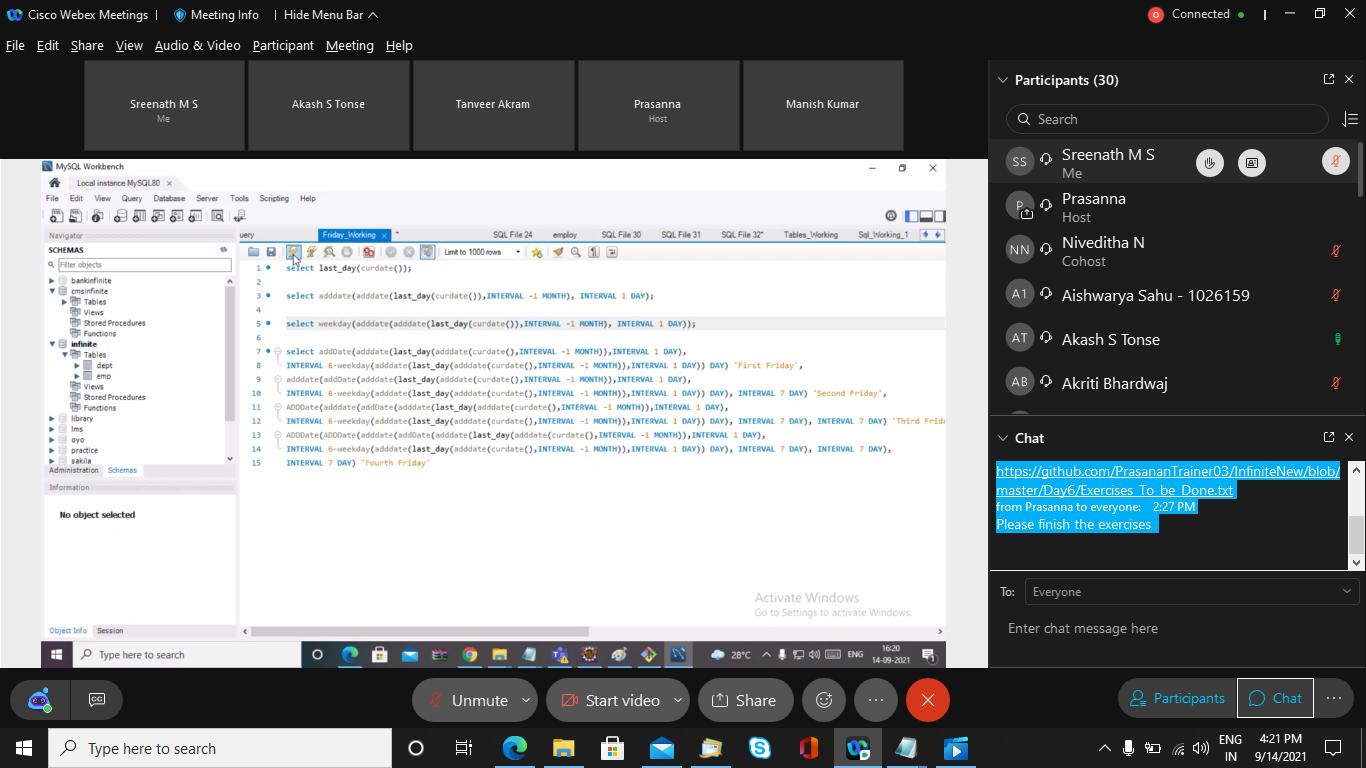 Cisco Webex Meetings | Meeting Info | Hide Menu Bar
Connected
File Edit Share View Audio & Video Participant Meeting Help
Sreenath M S
Me
Akash S Tonse
Tanveer Akram
Prasanna
Host
Manish Kumar
MySQL Workbench
Local instance MySQL80
File Edit View Query Database Server Tools Scripting Help
Navigator
SCHEMAS
Filter objects
bankinfinite
cmsinfinite
Tables
Views
Stored Procedures
Functions
infinite
Tables
dept
emp
Views
Stored Procedures
Functions
library
lms
oyo
practice
sakila
Administration Schemas
Information
No object selected
Object Info Session
uery Friday_Working * SQL File 24 employ SQL File 30 SQL File 31 SQL File 32* Tables_Working Sql_Working_1
Limit to 1000 rows
1 select last_day(curdate());
2
3 select adddate(adddate(last_day(curdate()),INTERVAL -1 MONTH), INTERVAL 1 DAY);
4
5 select weekday(adddate(adddate(last_day(curdate()),INTERVAL -1 MONTH), INTERVAL 1 DAY));
6
7 select addDate(adddate(last_day(adddate(curdate(),INTERVAL -1 MONTH)),INTERVAL 1 DAY),
8 INTERVAL 6-weekday(adddate(last_day(adddate(curdate(),INTERVAL -1 MONTH)),INTERVAL 1 DAY)) DAY) 'First Friday',
9 adddate(addDate(adddate(last_day(adddate(curdate(),INTERVAL -1 MONTH)),INTERVAL 1 DAY),
10 INTERVAL 6-weekday(adddate(last_day(adddate(curdate(),INTERVAL -1 MONTH)),INTERVAL 1 DAY)) DAY), INTERVAL 7 DAY) 'Second Friday',
11 ADDDate(adddate(addDate(adddate(last_day(adddate(curdate(),INTERVAL -1 MONTH)),INTERVAL 1 DAY),
12 INTERVAL 6-weekday(adddate(last_day(adddate(curdate(),INTERVAL -1 MONTH)),INTERVAL 1 DAY)) DAY), INTERVAL 7 DAY), INTERVAL 7 DAY) 'Third Frida
13 ADDDate(ADDDate(adddate(addDate(adddate(last_day(adddate(curdate(),INTERVAL -1 MONTH)),INTERVAL 1 DAY),
14 INTERVAL 6-weekday(adddate(last_day(adddate(curdate(),INTERVAL -1 MONTH)),INTERVAL 1 DAY)) DAY), INTERVAL 7 DAY), INTERVAL 7 DAY),
15 INTERVAL 7 DAY) 'Fourth Friday'
Activate Windows
Go to Settings to activate Windows.
Type here to search
28°C
ENG
16:20
14-09-2021
1
Participants (30)
Search
SS Sreenath M S
Me
P Prasanna
Host
NN Niveditha N
Cohost
A1 Aishwarya Sahu - 1026159
AT Akash S Tonse
AB Akriti Bhardwaj
Chat
https://github.com/PrasananTrainer03/InfiniteNew/blob/
master/Day6/Exercises_To_be_Done.txt
from Prasanna to everyone: 2:27 PM
Please finish the exercises
To: Everyone
Enter chat message here
CC Unmute Start video Share Participants Chat
Type here to search
ENG
IN
4:21 PM
9/14/2021